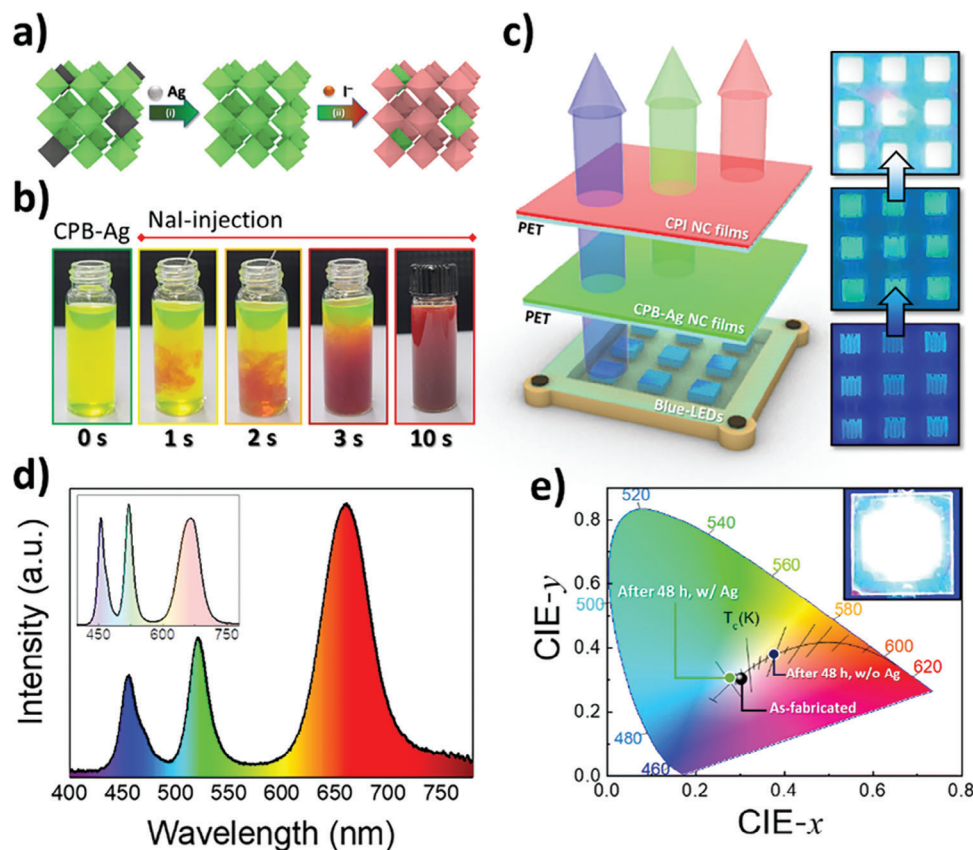 a)
Ag
(i)
I⁻
(ii)
b)
CPB-Ag
NaI-injection
0 s
1 s
2 s
3 s
10 s
c)
PET
CPI NC films
PET
CPB-Ag NC films
Blue-LEDs
d)
Intensity (a.u.)
450
600
750
400
450
500
550
600
650
700
750
Wavelength (nm)
e)
CIE-y
0.8
0.6
0.4
0.2
0.0
0.0
0.2
0.4
0.6
0.8
CIE-x
520
540
560
580
600
620
500
480
460
After 48 h, w/ Ag
Tc(K)
After 48 h, w/o Ag
As-fabricated